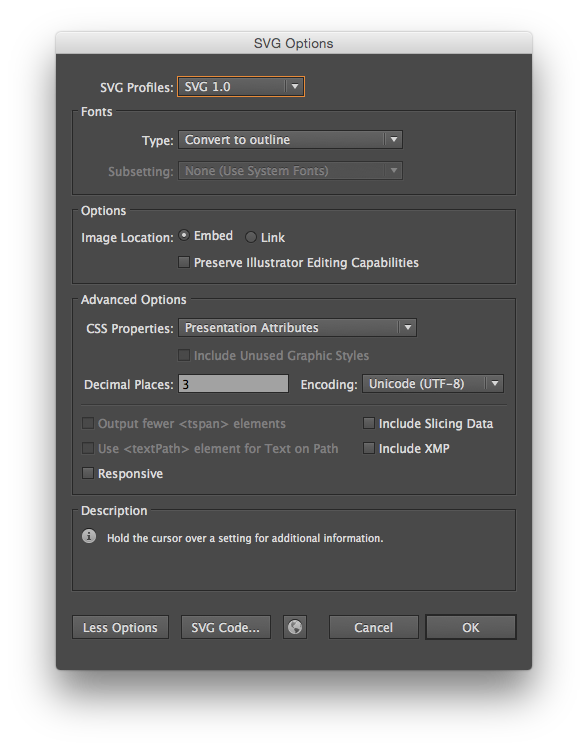 SVG Options
SVG Profiles: SVG 1.0
Fonts
Type: Convert to outline
Subsetting: None (Use System Fonts)
Options
Image Location: Embed Link
Preserve Illustrator Editing Capabilities
Advanced Options
CSS Properties: Presentation Attributes
Include Unused Graphic Styles
Decimal Places: 3 Encoding: Unicode (UTF-8)
Output fewer <tspan> elements Include Slicing Data
Use <textPath> element for Text on Path Include XMP
Responsive
Description
Hold the cursor over a setting for additional information.
Less Options SVG Code... Cancel OK